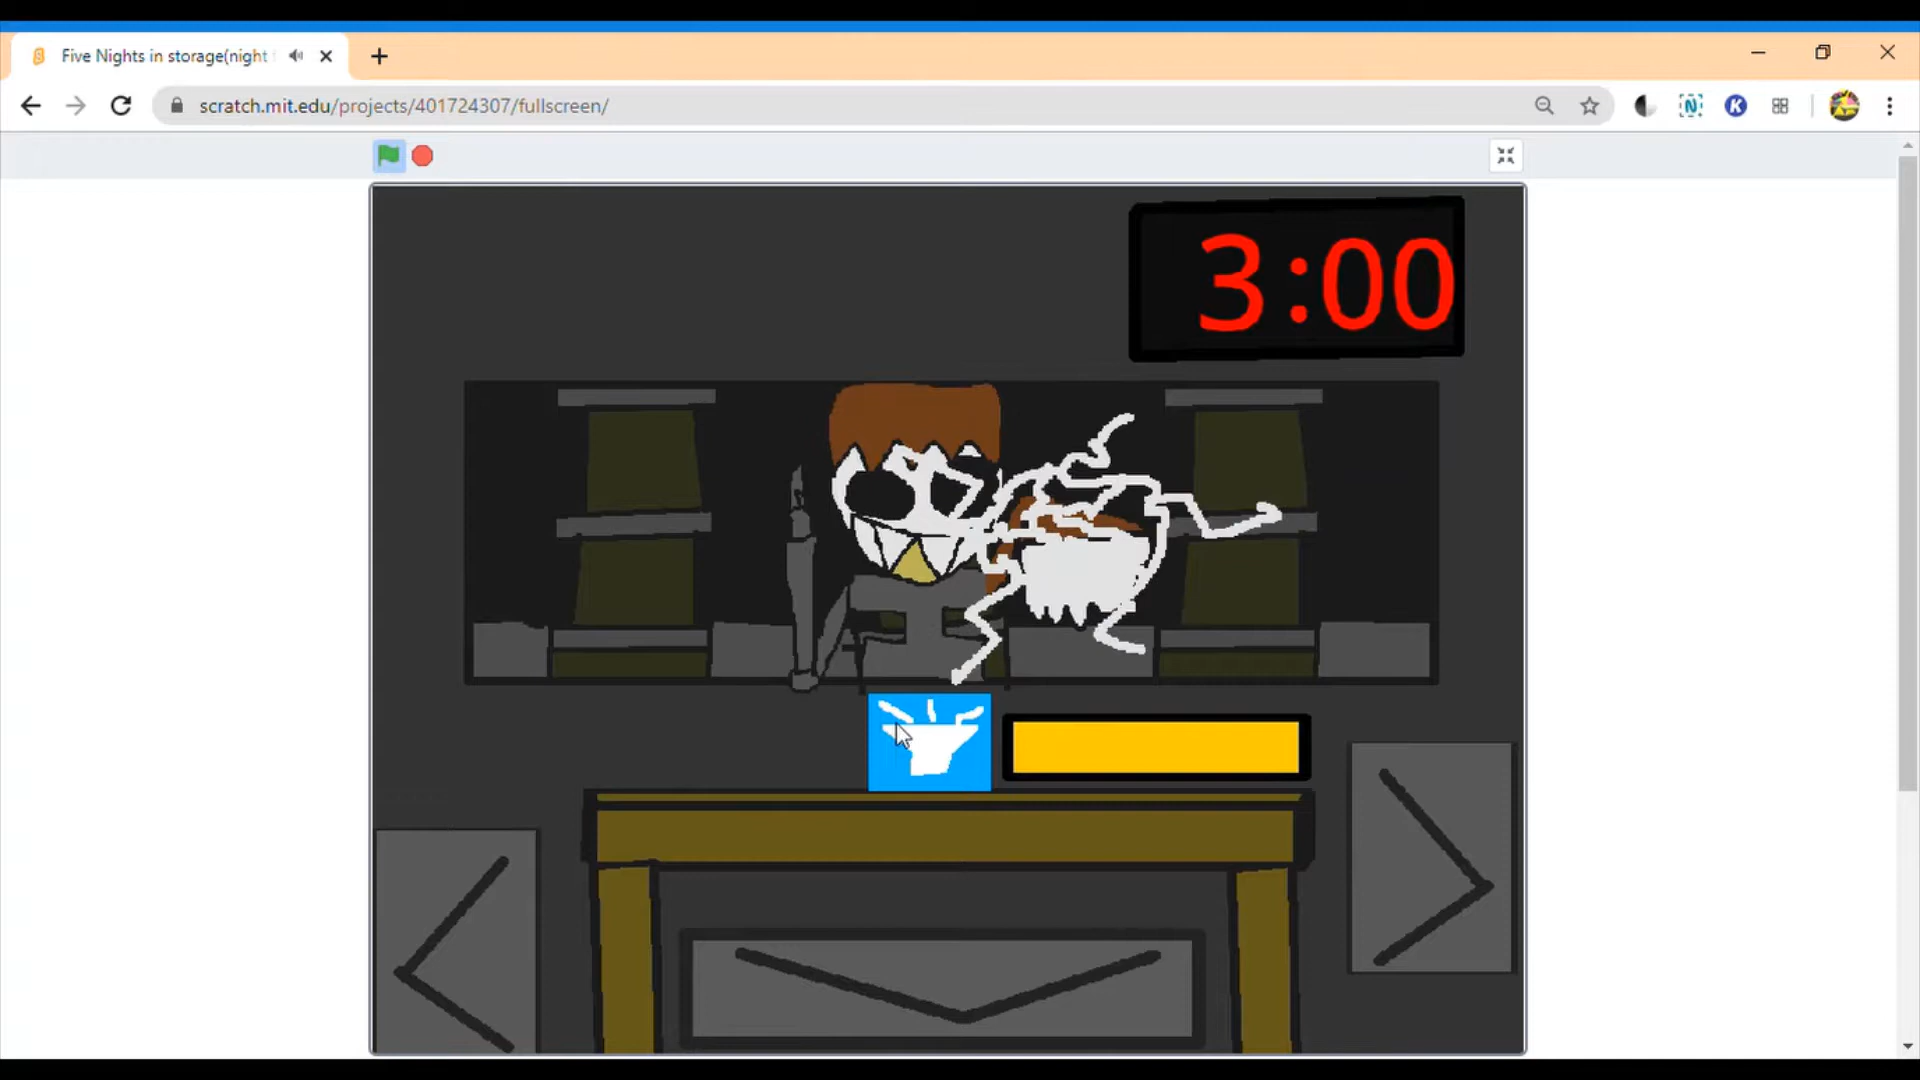 Five Nights in storage(night
scratch.mit.edu/projects/401724307/fullscreen/
N
K
3:00